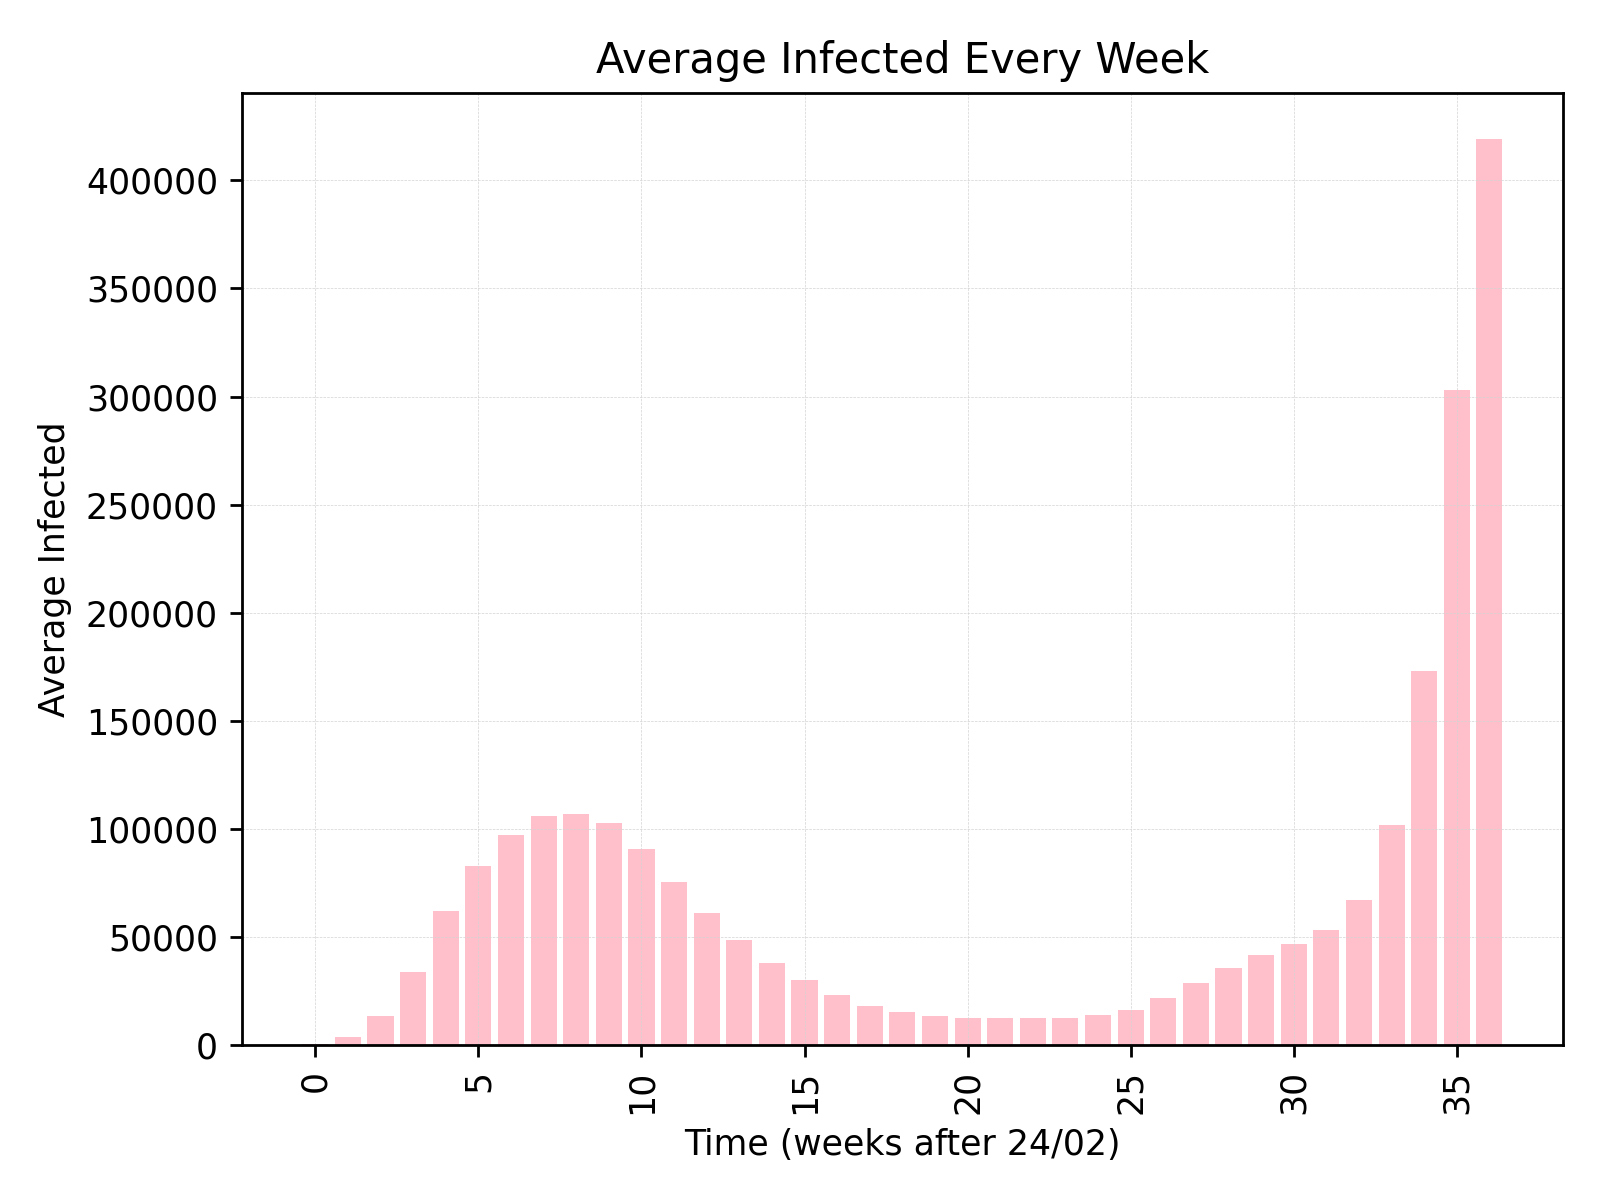 Average Infected Every Week
Average Infected
400000
350000
300000
250000
200000
150000
100000
50000
0
0 5 10 15 20 25 30 35
Time (weeks after 24/02)